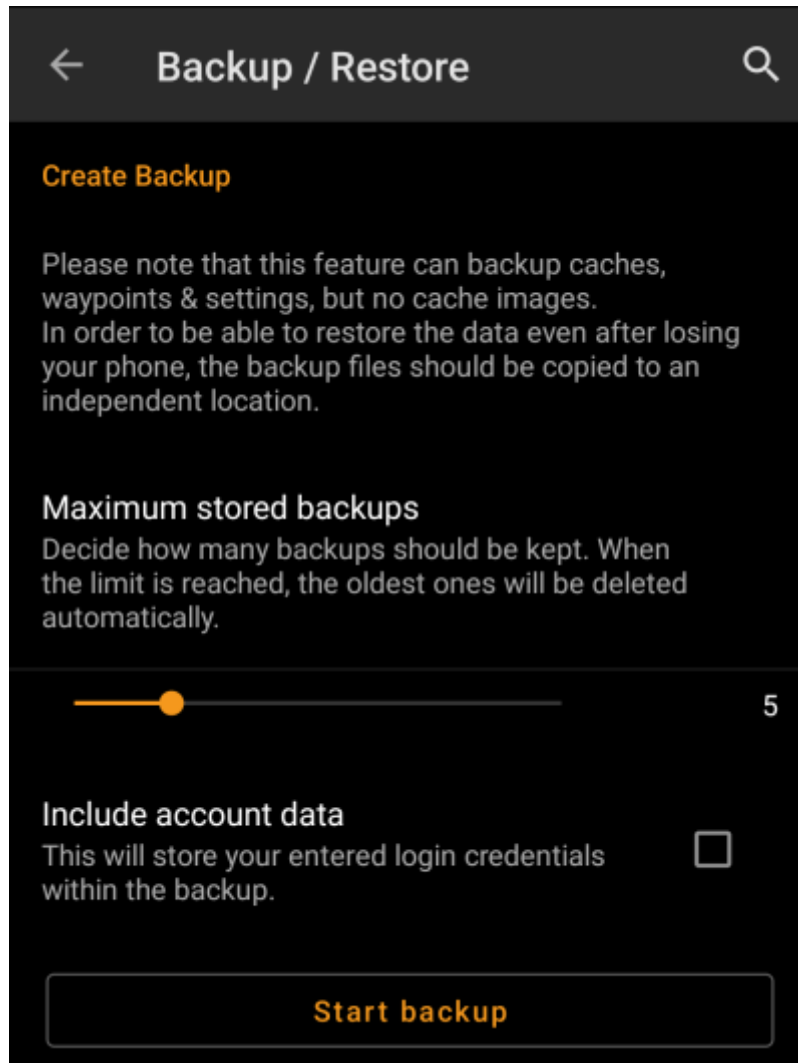 Backup / Restore
Create Backup
Please note that this feature can backup caches,
waypoints & settings, but no cache images.
In order to be able to restore the data even after losing
your phone, the backup files should be copied to an
independent location.
Maximum stored backups
Decide how many backups should be kept. When
the limit is reached, the oldest ones will be deleted
automatically.
5
Include account data
This will store your entered login credentials
within the backup.
Start backup